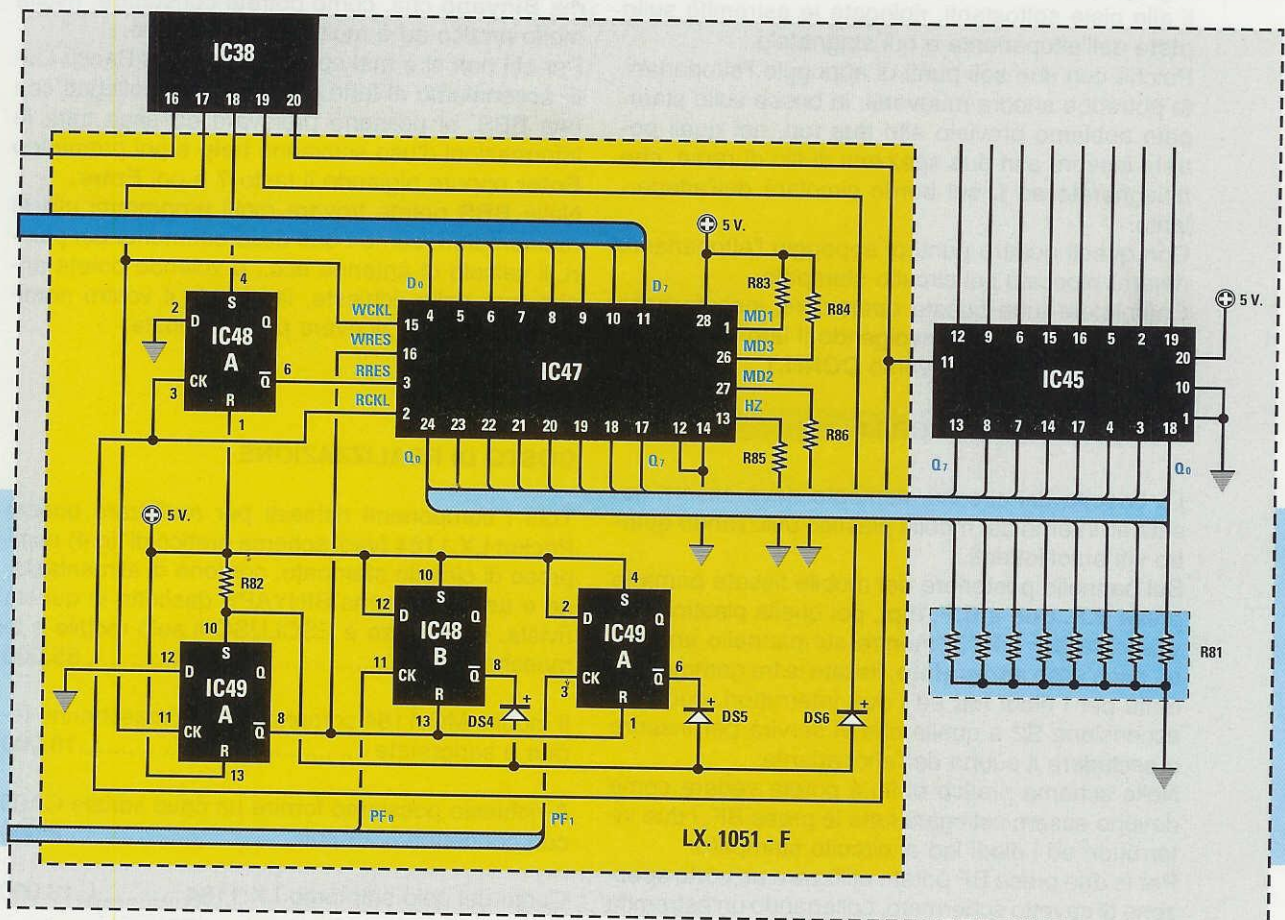 IC38
16 17 18 19 20
5 V.
D0 D7
R83
R84
4
2 D S Q
IC48
A
CK Q 6
3 R
1
WCKL 15
WRES 16
RRES 3
RCKL 2
4 5 6 7 8 9 10 11 28
IC47
1 MD1
26 MD3
27 MD2
13 HZ
24 23 22 21 20 19 18 17 12 14
Q0 Q7
R85
R86
5 V.
12 9 6 15 16 5 2 19
11 20
IC45
10
1
13 8 7 14 17 4 3 18
Q7 Q0
R81
5 V.
R82
10
12 D S Q
IC49
A
11 CK Q 8
R
13
10
12 D S Q
IC48
B
11 CK Q 8
R
13
DS4
4
2 D S Q
IC49
A
CK Q 6
3 R
1
DS5
DS6
PF0 PF1
LX. 1051 - F